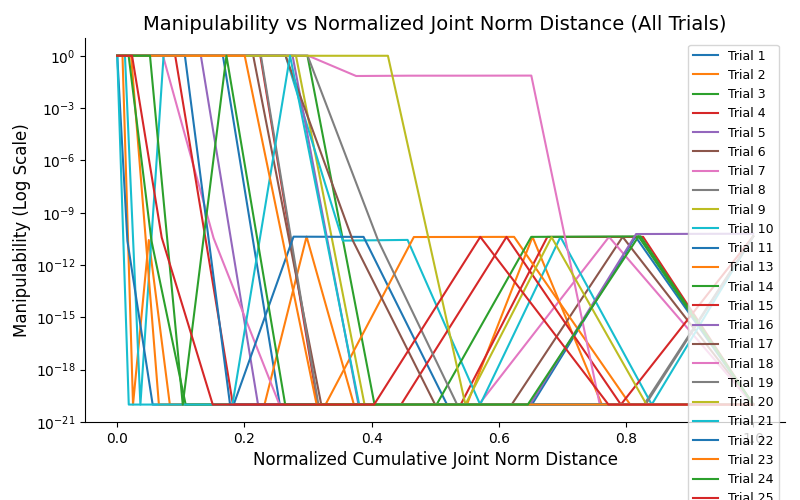 Manipulability vs Normalized Joint Norm Distance (All Trials)
Manipulability (Log Scale)
10⁰
10⁻³
10⁻⁶
10⁻⁹
10⁻¹²
10⁻¹⁵
10⁻¹⁸
10⁻²¹
0.0
0.2
0.4
0.6
0.8
Normalized Cumulative Joint Norm Distance
Trial 1
Trial 2
Trial 3
Trial 4
Trial 5
Trial 6
Trial 7
Trial 8
Trial 9
Trial 10
Trial 11
Trial 13
Trial 14
Trial 15
Trial 16
Trial 17
Trial 18
Trial 19
Trial 20
Trial 21
Trial 22
Trial 23
Trial 24
Trial 25